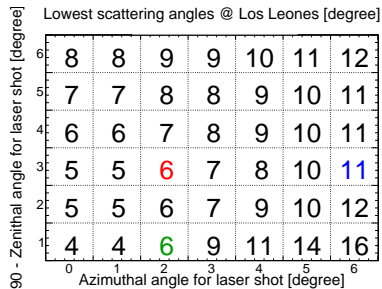 Lowest scattering angles @ Los Leones [degree]
90 - Zenithal angle for laser shot [degree]
6 8 8 9 9 10 11 12
5 7 7 8 8 9 10 11
4 6 6 7 8 9 10 11
3 5 5 6 7 8 10 11
2 5 5 6 7 9 10 12
1 4 4 6 9 11 14 16
0 1 2 3 4 5 6
Azimuthal angle for laser shot [degree]